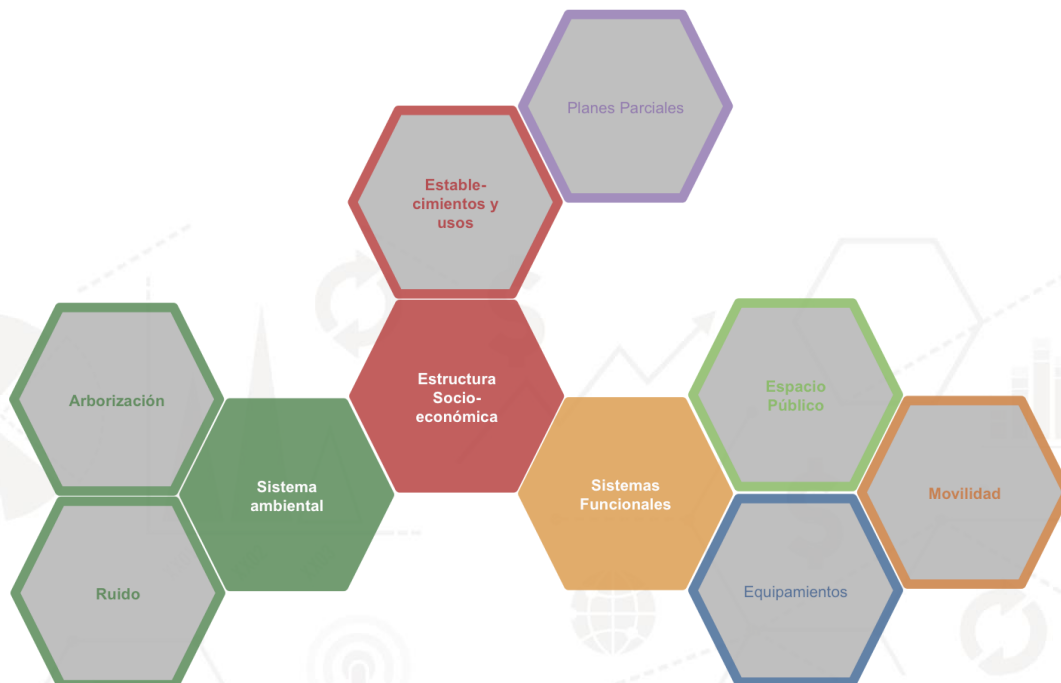 Planes Parciales
Estable-
cimientos y
usos
Estructura
Socio-
económica
Arborización
Sistema
ambiental
Ruido
Sistemas
Funcionales
Espacio
Público
Movilidad
Equipamientos